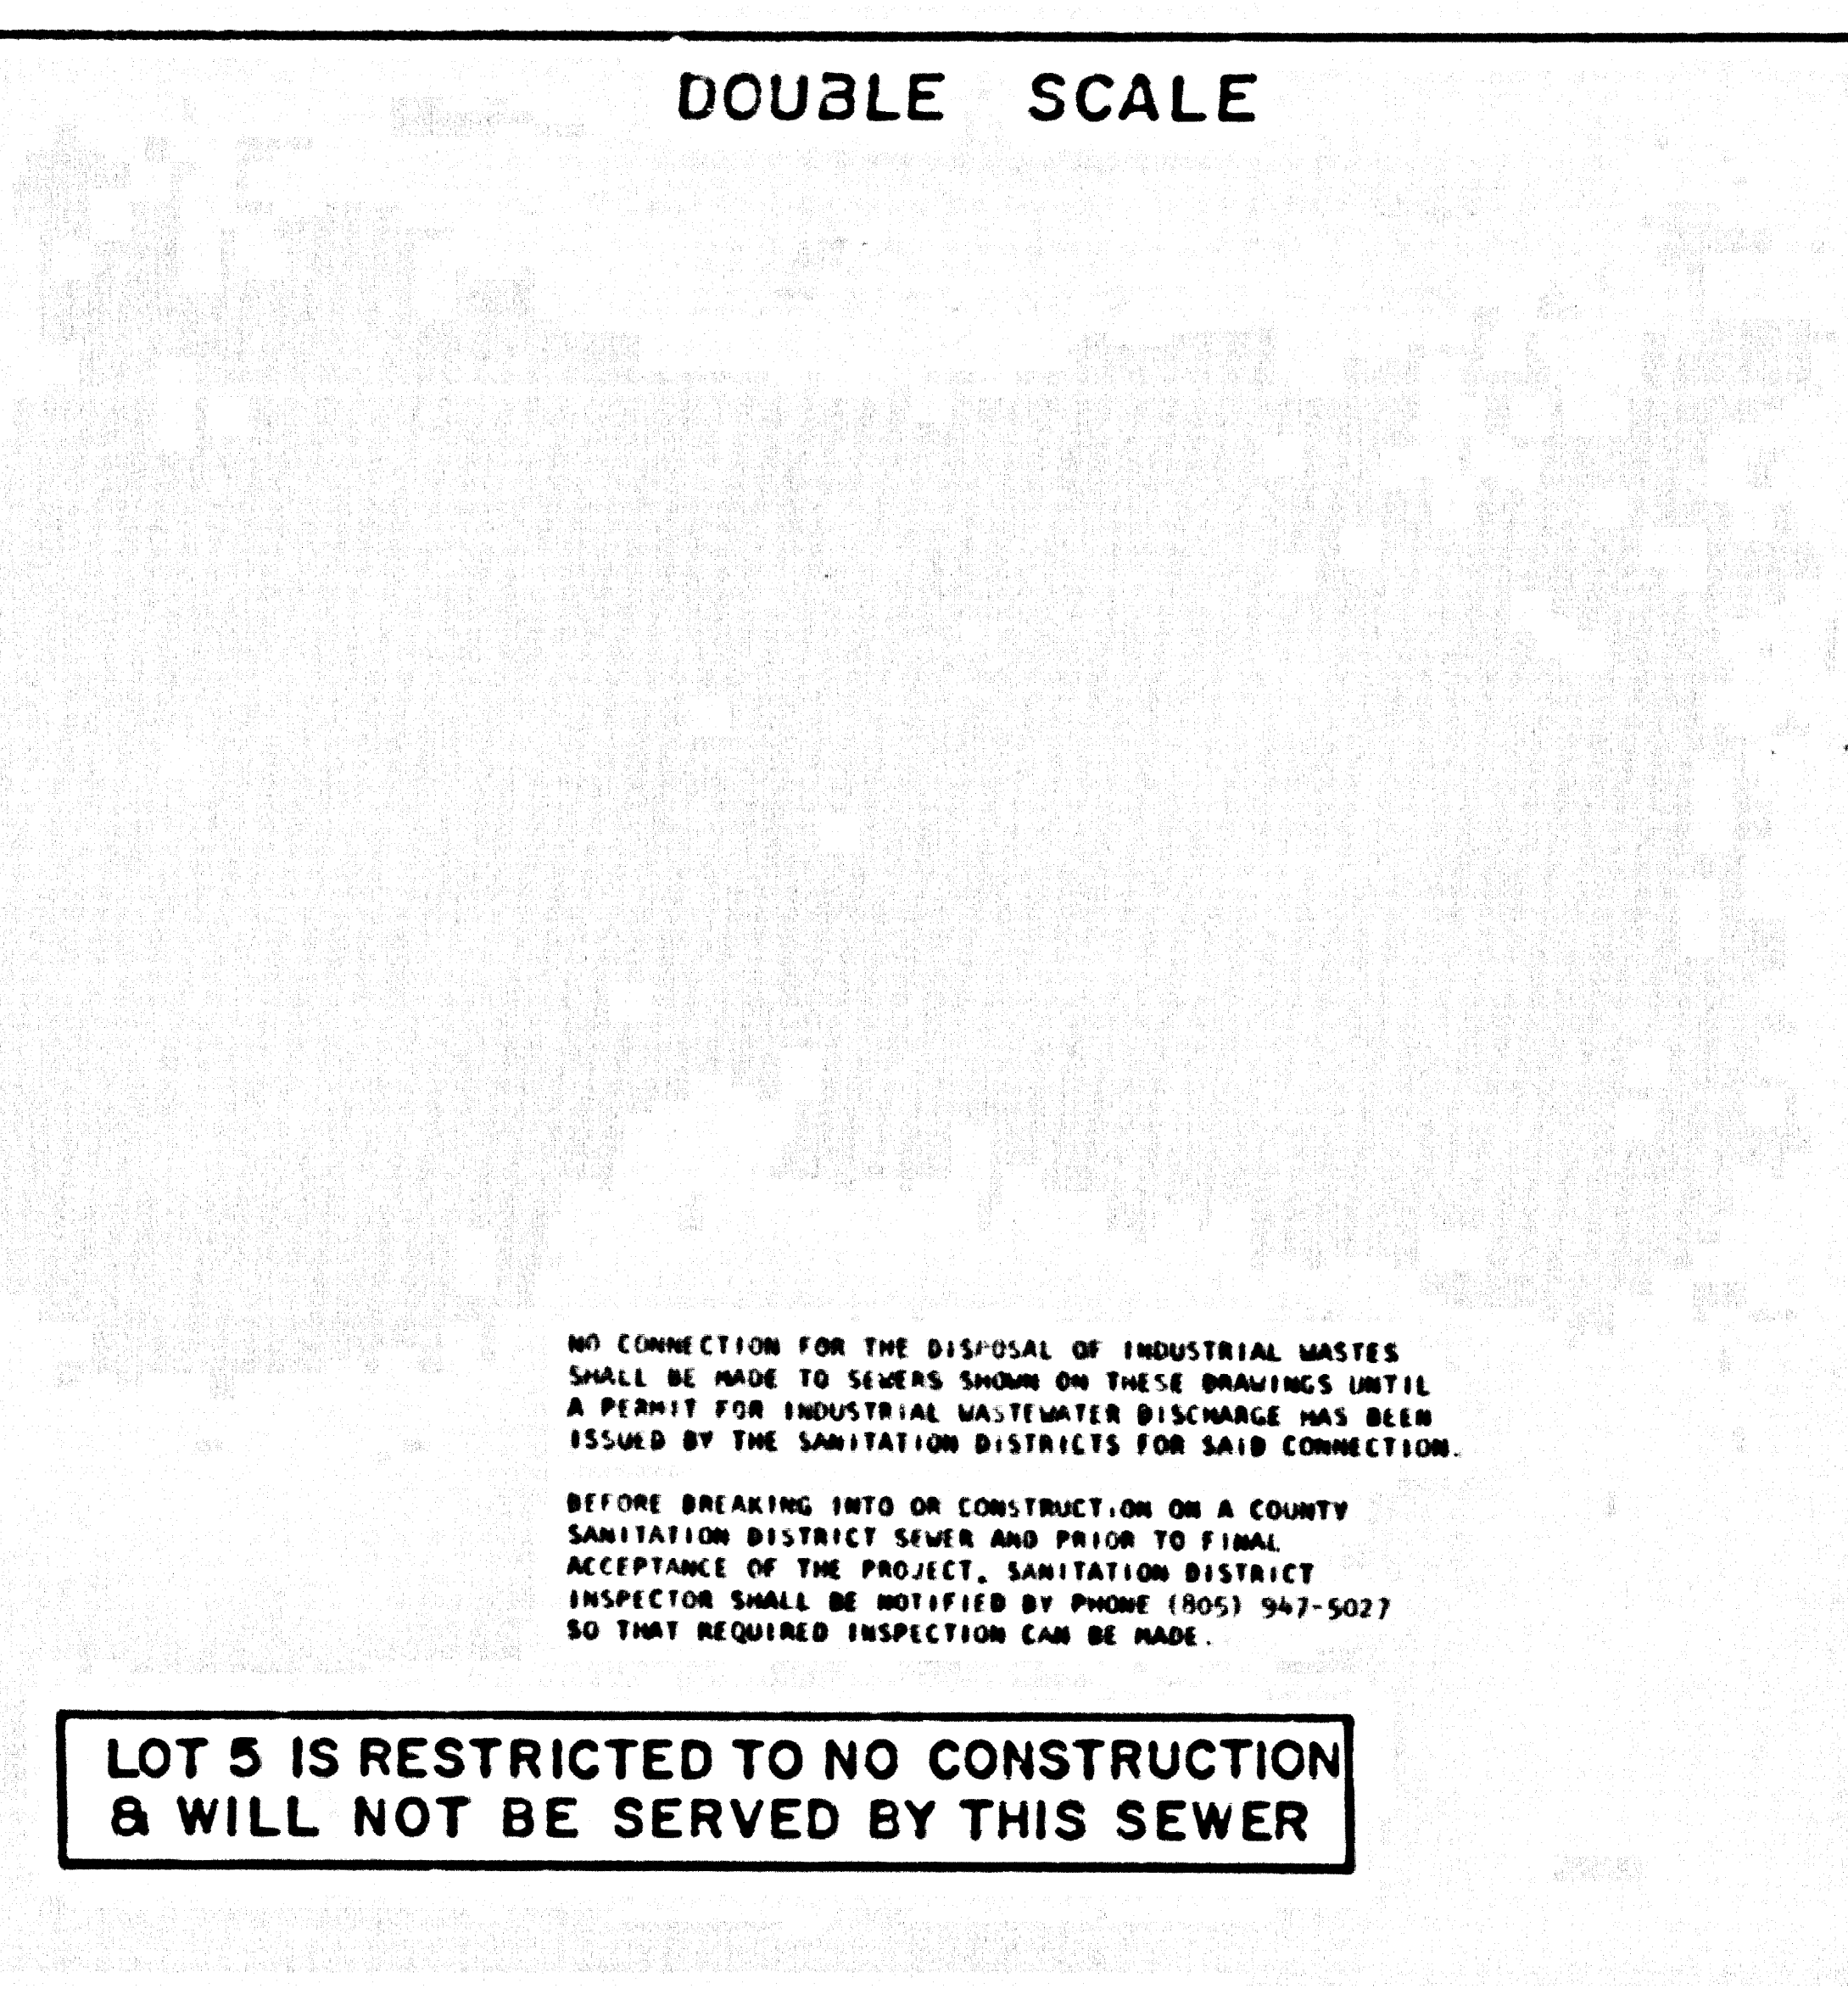 DOUBLE SCALE
NO CONNECTION FOR THE DISPOSAL OF INDUSTRIAL WASTES
SHALL BE MADE TO SEWERS SHOWN ON THESE DRAWINGS UNTIL
A PERMIT FOR INDUSTRIAL WASTEWATER DISCHARGE HAS BEEN
ISSUED BY THE SANITATION DISTRICTS FOR SAID CONNECTION.
BEFORE BREAKING INTO OR CONSTRUCTION ON A COUNTY
SANITATION DISTRICT SEWER AND PRIOR TO FINAL
ACCEPTANCE OF THE PROJECT. SANITATION DISTRICT
INSPECTOR SHALL BE NOTIFIED BY PHONE (805) 947-5027
SO THAT REQUIRED INSPECTION CAN BE MADE.
LOT 5 IS RESTRICTED TO NO CONSTRUCTION
& WILL NOT BE SERVED BY THIS SEWER